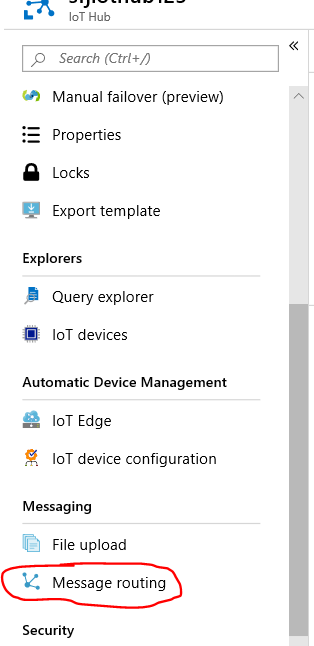 IoT Hub
Search (Ctrl+/)
«
Manual failover (preview)
Properties
Locks
Export template
Explorers
Query explorer
IoT devices
Automatic Device Management
IoT Edge
IoT device configuration
Messaging
File upload
Message routing
Security